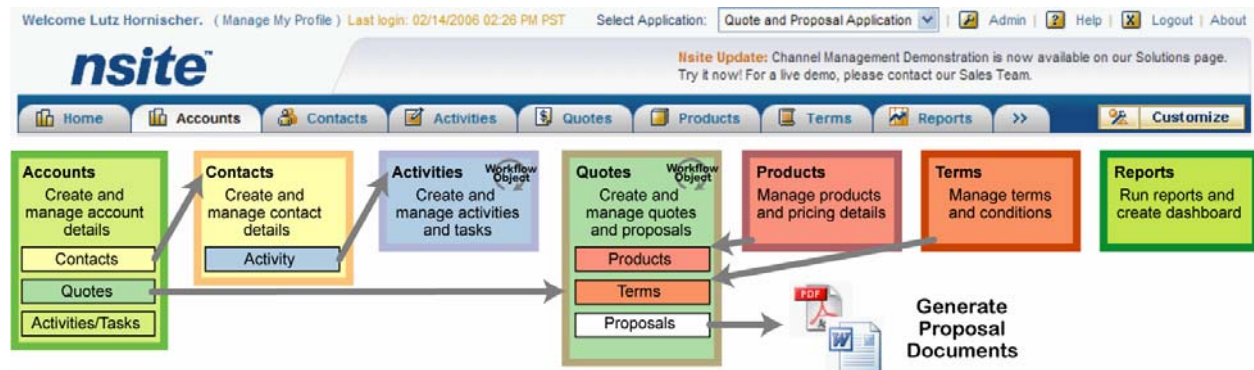 Welcome Lutz Hornischer. ( Manage My Profile ) Last login: 02/14/2006 02:26 PM PST Select Application: Quote and Proposal Application | Admin | ? Help | X Logout | About
nsite™
Nsite Update: Channel Management Demonstration is now available on our Solutions page.
Try it now! For a live demo, please contact our Sales Team.
Home Accounts Contacts Activities $ Quotes Products Terms Reports >> Customize
Accounts
Create and
manage account
details
Contacts
Quotes
Activities/Tasks
Contacts
Create and
manage contact
details
Activity
Activities
Workflow
Object
Create and
manage activities
and tasks
Quotes
Workflow
Object
Create and
manage quotes
and proposals
Products
Terms
Proposals
Products
Manage products
and pricing details
Terms
Manage terms
and conditions
Reports
Run reports and
create dashboard
PDF
W
Generate
Proposal
Documents